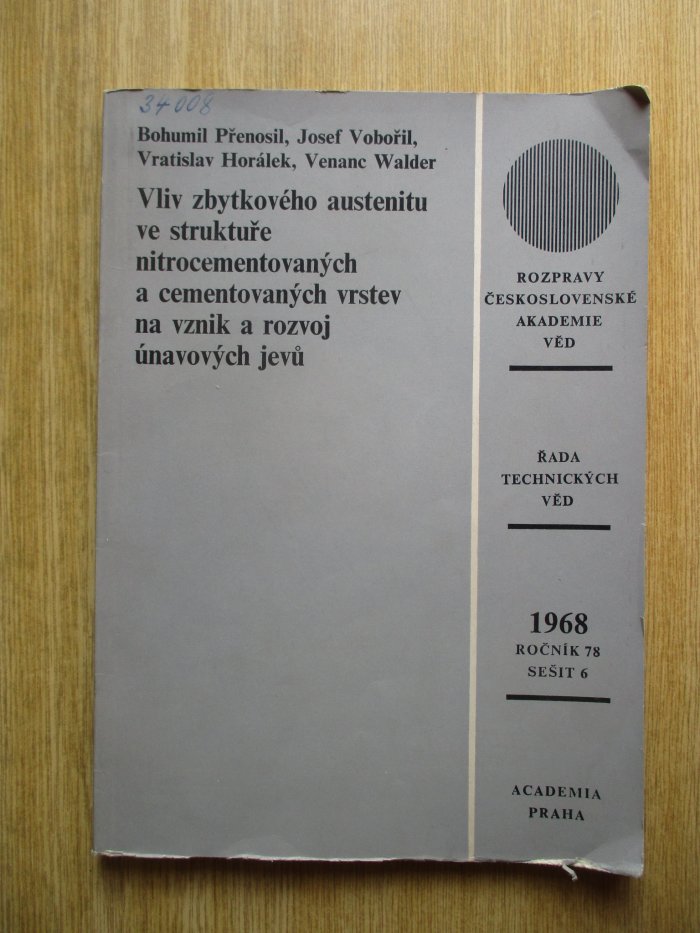 34008
Bohumil Přenosil, Josef Vobořil,
Vratislav Horálek, Venanc Walder
Vliv zbytkového austenitu
ve struktuře
nitrocementovaných
a cementovaných vrstev
na vznik a rozvoj
únavových jevů
ROZPRAVY
ČESKOSLOVENSKÉ
AKADEMIE
VĚD
ŘADA
TECHNICKÝCH
VĚD
1968
ROČNÍK 78
SEŠIT 6
ACADEMIA
PRAHA